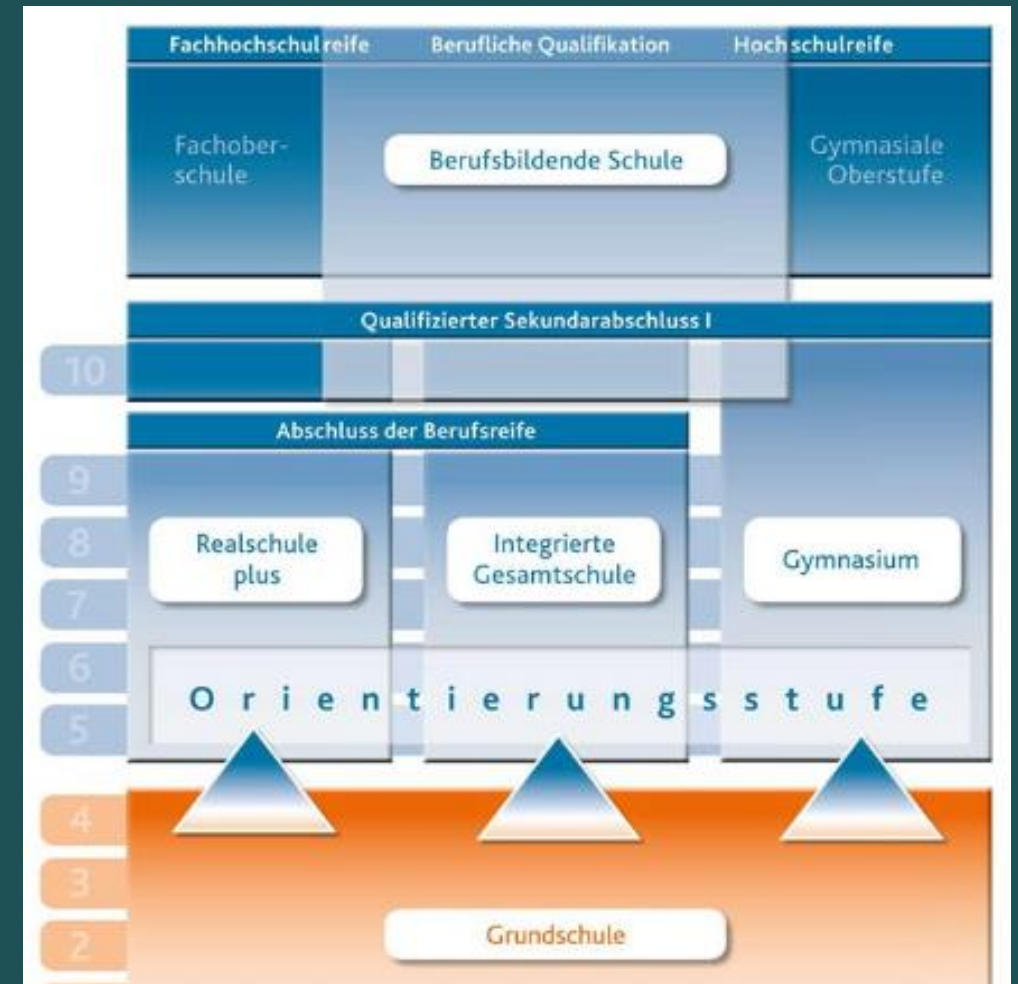 Fachhochschulreife Berufliche Qualifikation Hochschulreife
Fachober-
schule
Berufsbildende Schule
Gymnasiale
Oberstufe
Qualifizierter Sekundarabschluss I
10
Abschluss der Berufsreife
9
8
Realschule
plus
Integrierte
Gesamtschule
Gymnasium
7
6
Orientierungsstufe
5
4
3
2
Grundschule